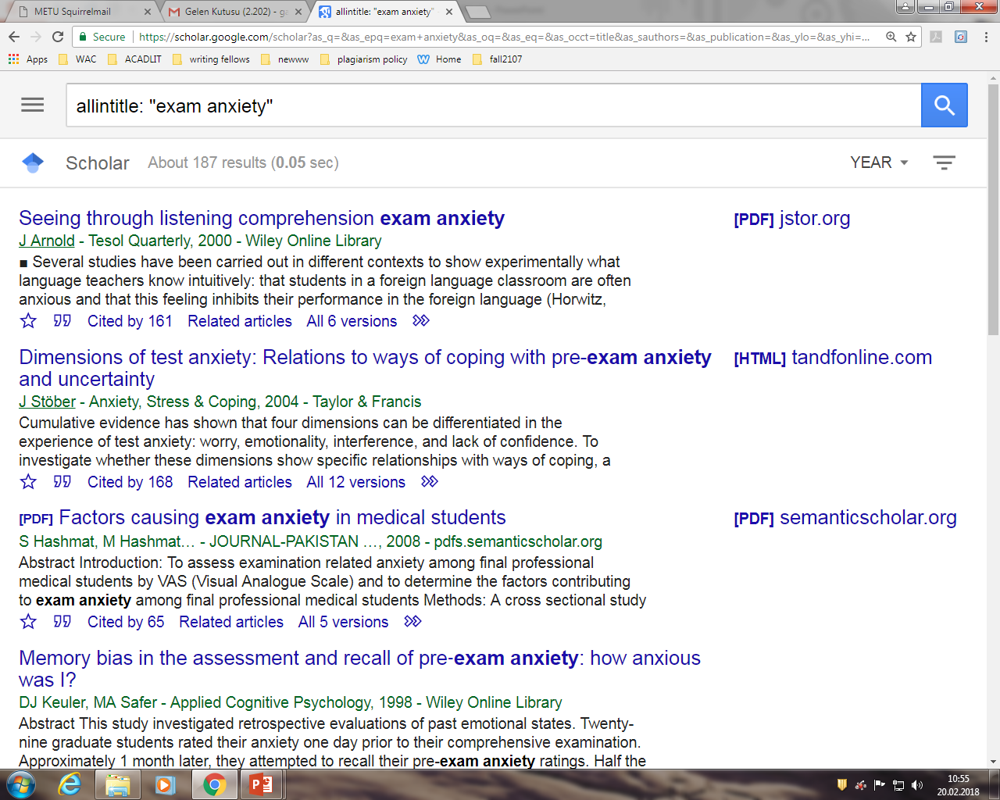 METU Squirrelmail
Gelen Kutusu (2.202) - ga
allintitle: "exam anxiety" -
Secure https://scholar.google.com/scholar?as_q=&as_epq=exam+anxiety&as_oq=&as_eq=&as_occt=title&as_sauthors=&as_publication=&as_ylo=&as_yhi=...
Apps WAC ACADLIT writing fellows newww plagiarism policy Home fall2107
allintitle: "exam anxiety"
Scholar About 187 results (0.05 sec) YEAR
Seeing through listening comprehension exam anxiety [PDF] jstor.org
J Arnold - Tesol Quarterly, 2000 - Wiley Online Library
■ Several studies have been carried out in different contexts to show experimentally what
language teachers know intuitively: that students in a foreign language classroom are often
anxious and that this feeling inhibits their performance in the foreign language (Horwitz,
Cited by 161 Related articles All 6 versions
Dimensions of test anxiety: Relations to ways of coping with pre-exam anxiety [HTML] tandfonline.com
and uncertainty
J Stöber - Anxiety, Stress & Coping, 2004 - Taylor & Francis
Cumulative evidence has shown that four dimensions can be differentiated in the
experience of test anxiety: worry, emotionality, interference, and lack of confidence. To
investigate whether these dimensions show specific relationships with ways of coping, a
Cited by 168 Related articles All 12 versions
[PDF] Factors causing exam anxiety in medical students [PDF] semanticscholar.org
S Hashmat, M Hashmat… - JOURNAL-PAKISTAN …, 2008 - pdfs.semanticscholar.org
Abstract Introduction: To assess examination related anxiety among final professional
medical students by VAS (Visual Analogue Scale) and to determine the factors contributing
to exam anxiety among final professional medical students Methods: A cross sectional study
Cited by 65 Related articles All 5 versions
Memory bias in the assessment and recall of pre-exam anxiety: how anxious
was I?
DJ Keuler, MA Safer - Applied Cognitive Psychology, 1998 - Wiley Online Library
Abstract This study investigated retrospective evaluations of past emotional states. Twenty-
nine graduate students rated their anxiety one day prior to their comprehensive examination.
Approximately 1 month later, they attempted to recall their pre-exam anxiety ratings. Half the
10:55
20.02.2018